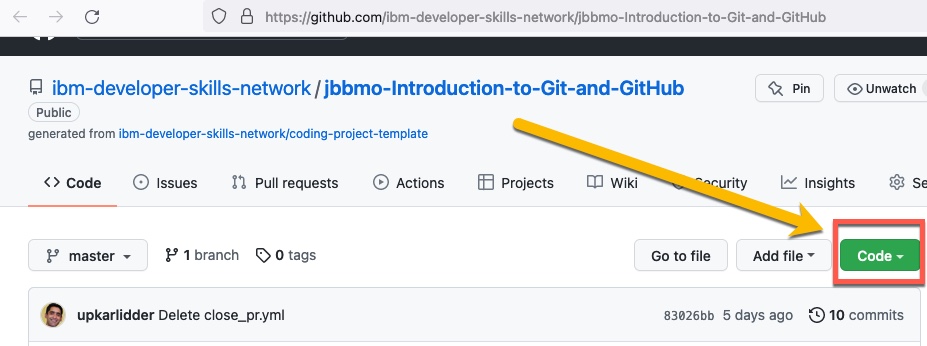 https://github.com/ibm-developer-skills-network/jbbmo-Introduction-to-Git-and-GitHub
ibm-developer-skills-network/jbbmo-Introduction-to-Git-and-GitHub
Pin
Unwatch
Public
generated from ibm-developer-skills-network/coding-project-template
Code
Issues
Pull requests
Actions
Projects
Wiki
Security
Insights
Se
master
1 branch
0 tags
Go to file
Add file
Code
upkarlidder Delete close_pr.yml
83026bb 5 days ago
10 commits